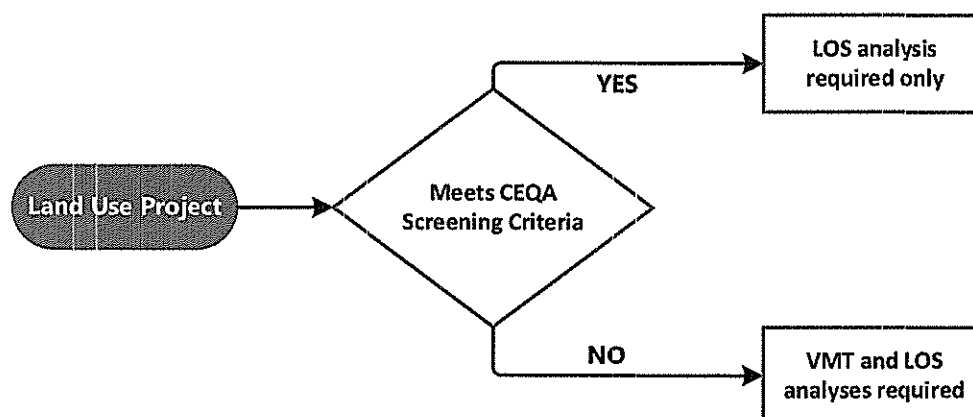 LOS analysis
required only
YES
Land Use Project
Meets CEQA
Screening Criteria
NO
VMT and LOS
analyses required